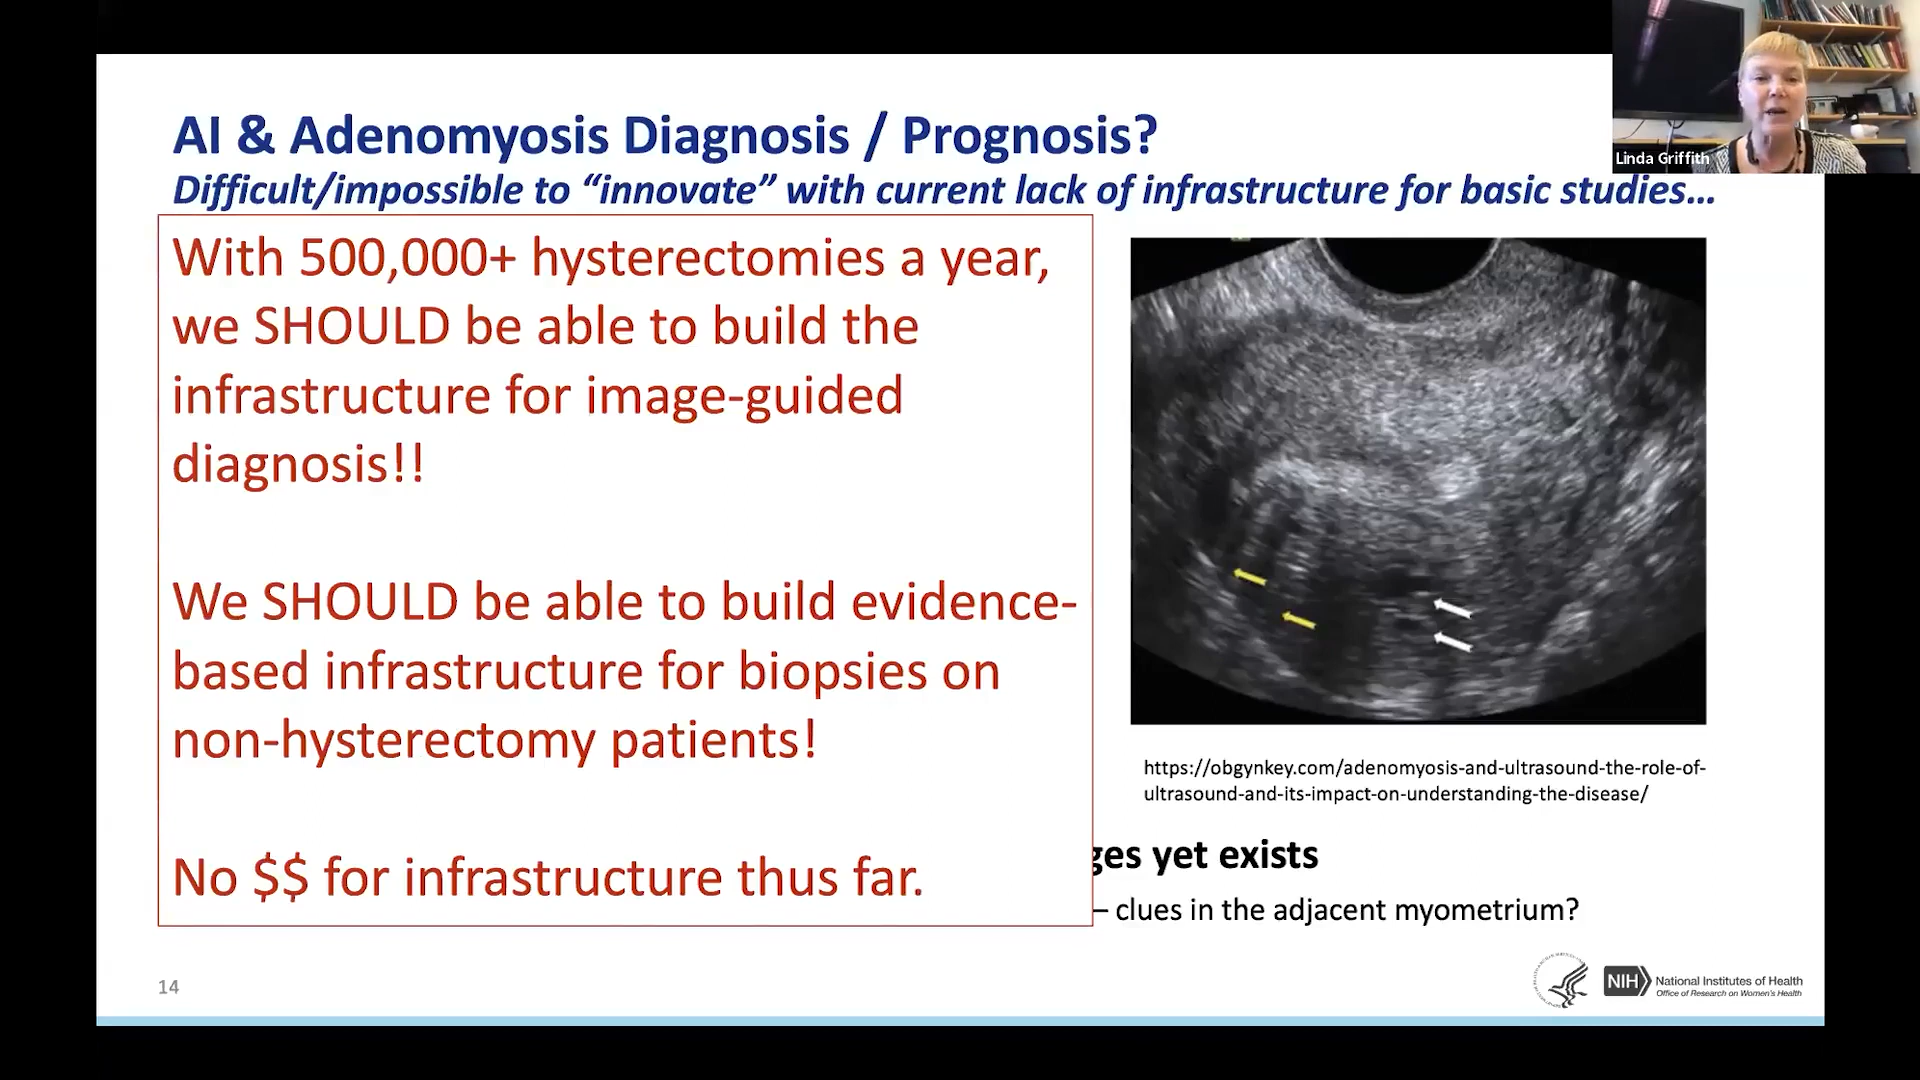 Linda Griffith
AI & Adenomyosis Diagnosis / Prognosis?
Difficult/impossible to “innovate” with current lack of infrastructure for basic studies...
With 500,000+ hysterectomies a year,
we SHOULD be able to build the
infrastructure for image-guided
diagnosis!!
We SHOULD be able to build evidence-
based infrastructure for biopsies on
non-hysterectomy patients!
No $$ for infrastructure thus far.
https://obgynkey.com/adenomyosis-and-ultrasound-the-role-of-
ultrasound-and-its-impact-on-understanding-the-disease/
ges yet exists
– clues in the adjacent myometrium?
14
NIH
National Institutes of Health
Office of Research on Women's Health